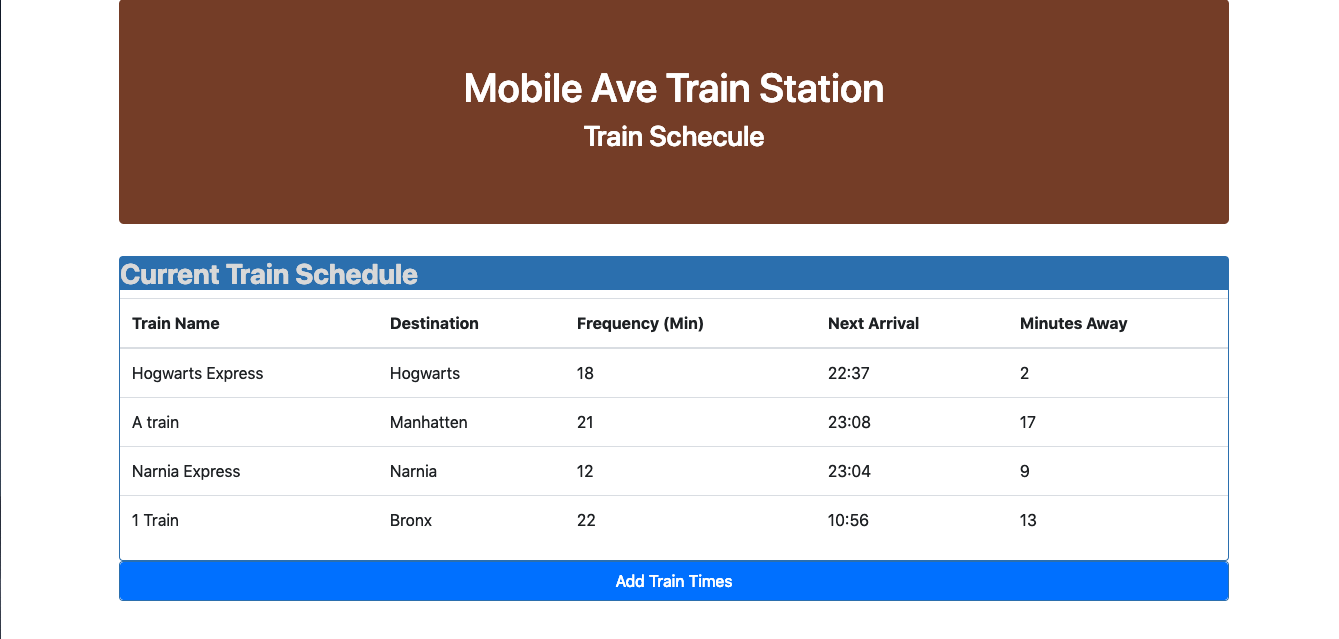 Mobile Ave Train Station
Train Schecule
Current Train Schedule
Train Name Destination Frequency (Min) Next Arrival Minutes Away
Hogwarts Express Hogwarts 18 22:37 2
A train Manhatten 21 23:08 17
Narnia Express Narnia 12 23:04 9
1 Train Bronx 22 10:56 13
Add Train Times